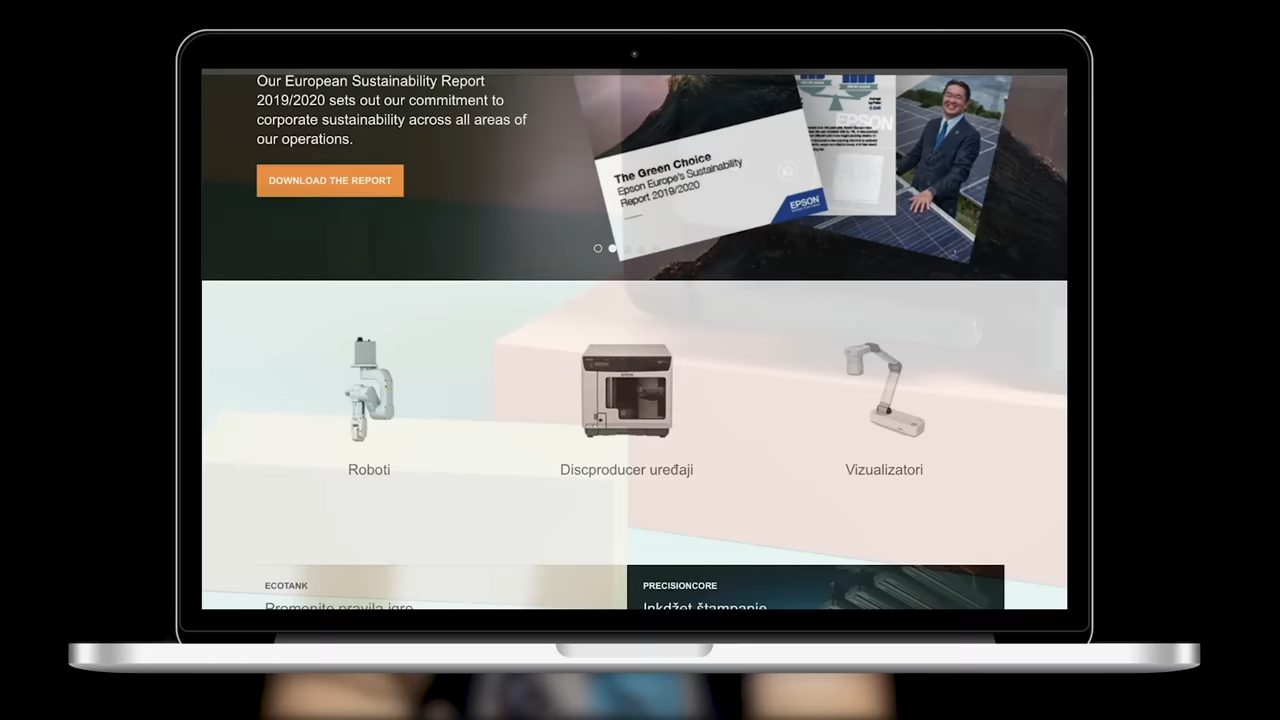 Our European Sustainability Report
2019/2020 sets out our commitment to
corporate sustainability across all areas of
our operations.
DOWNLOAD THE REPORT
The Green Choice
Epson Europe's Sustainability
Report 2019/2020
EPSON
EPSON
Roboti
Discproducer uređaji
Vizualizatori
ECOTANK
Promenite pravila igre
PRECISIONCORE
Inkdžet štampanje